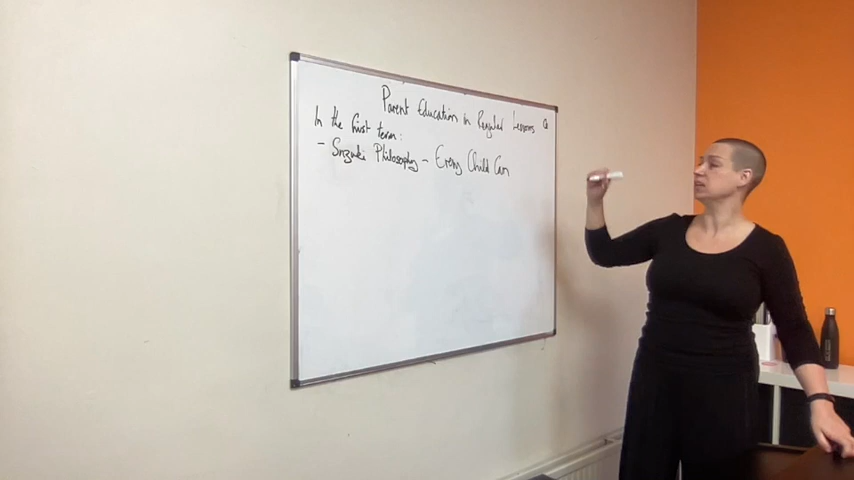 Parent Education in Regular Lessons
In the first term:
- Suzuki Philosophy - Every Child Can